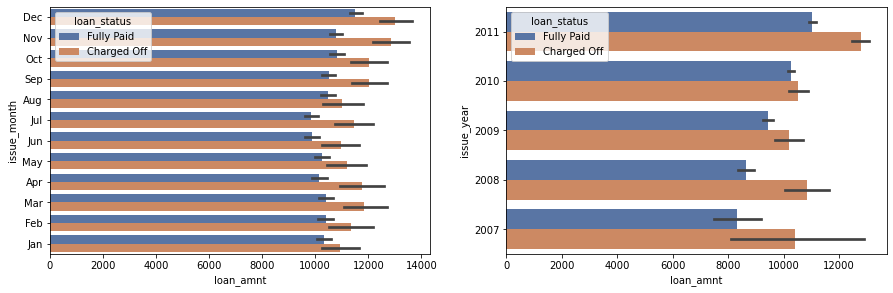 loan_status
Fully Paid
Charged Off
issue_month
Dec
Nov
Oct
Sep
Aug
Jul
Jun
May
Apr
Mar
Feb
Jan
0 2000 4000 6000 8000 10000 12000 14000
loan_amnt
loan_status
Fully Paid
Charged Off
issue_year
2011
2010
2009
2008
2007
0 2000 4000 6000 8000 10000 12000
loan_amnt